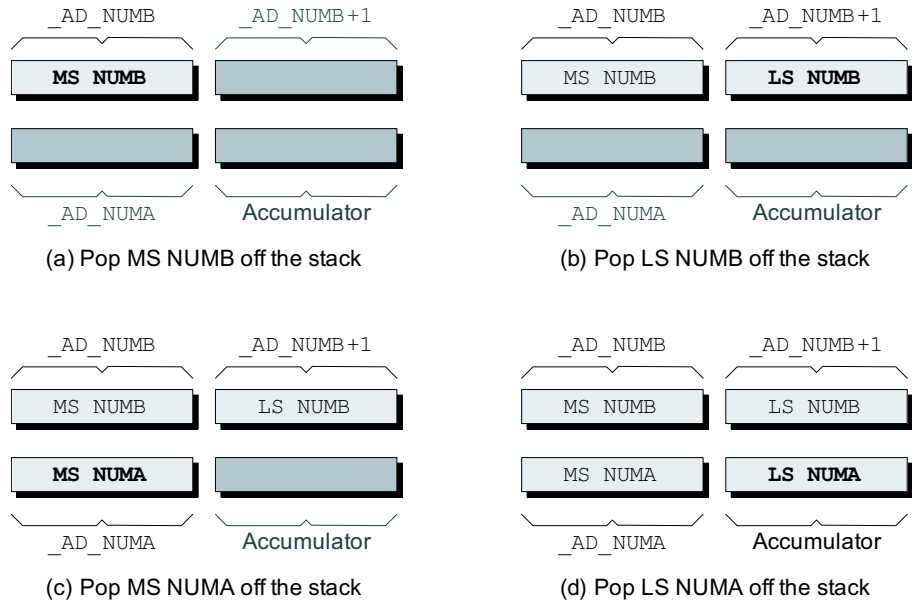 _AD_NUMB _AD_NUMB+1
MS NUMB
_AD_NUMA Accumulator
(a) Pop MS NUMB off the stack
_AD_NUMB _AD_NUMB+1
MS NUMB LS NUMB
_AD_NUMA Accumulator
(b) Pop LS NUMB off the stack
_AD_NUMB _AD_NUMB+1
MS NUMB LS NUMB
MS NUMA
_AD_NUMA Accumulator
(c) Pop MS NUMA off the stack
_AD_NUMB _AD_NUMB+1
MS NUMB LS NUMB
MS NUMA LS NUMA
_AD_NUMA Accumulator
(d) Pop LS NUMA off the stack